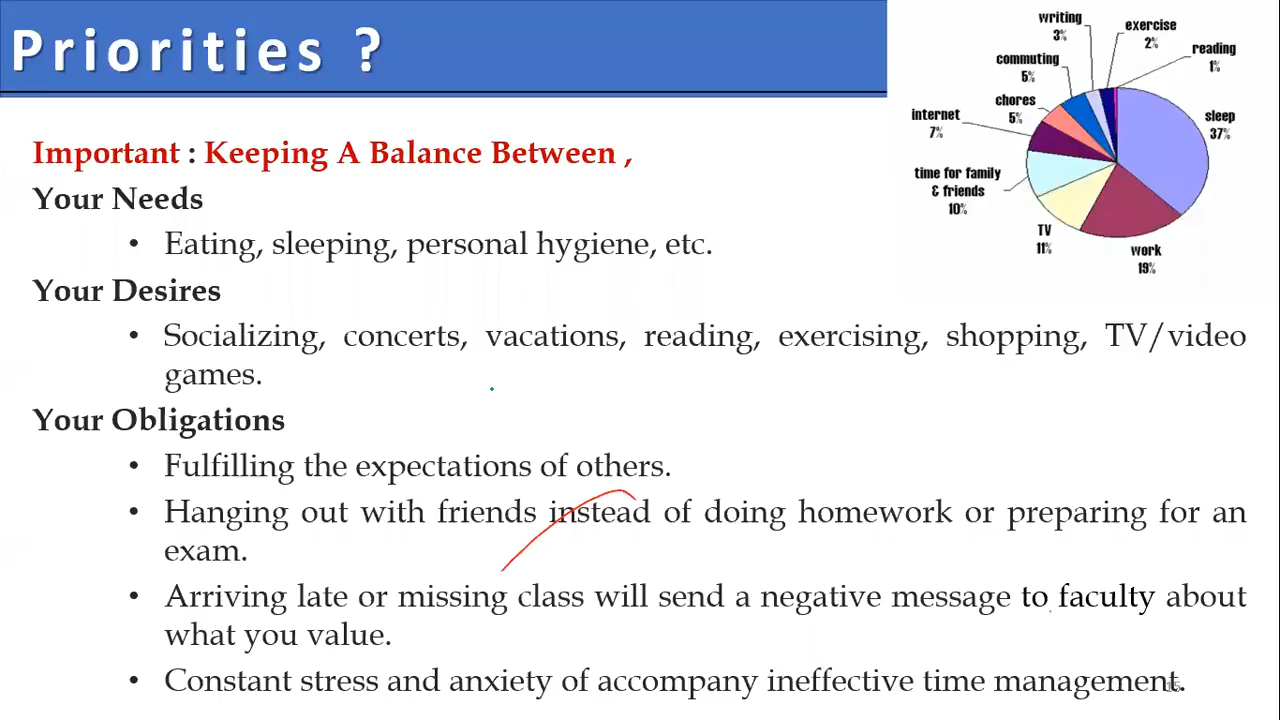 Priorities ?
Important : Keeping A Balance Between ,
Your Needs
• Eating, sleeping, personal hygiene, etc.
Your Desires
• Socializing, concerts, vacations, reading, exercising, shopping, TV/video
games.
Your Obligations
• Fulfilling the expectations of others.
• Hanging out with friends instead of doing homework or preparing for an
exam.
• Arriving late or missing class will send a negative message to faculty about
what you value.
• Constant stress and anxiety of accompany ineffective time management.
15
writing
3%
exercise
2%
reading
1%
commuting
5%
chores
5%
internet
7%
sleep
37%
time for family
& friends
10%
TV
11%
work
19%